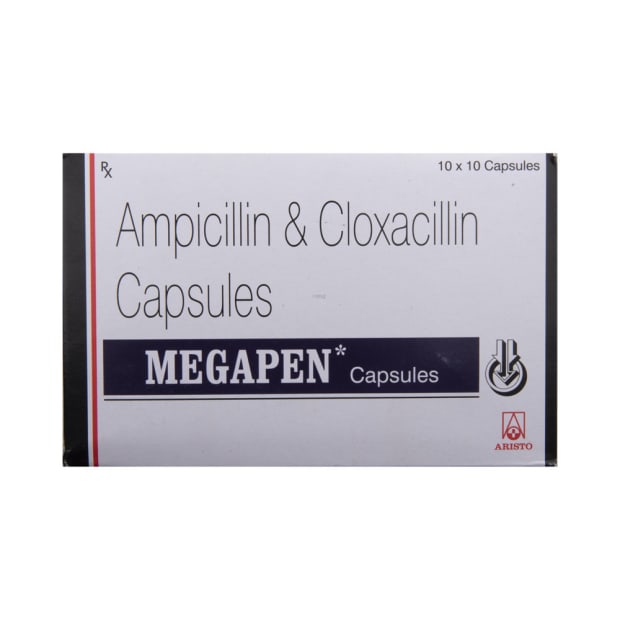 Rx
10 x 10 Capsules
Ampicillin & Cloxacillin
Capsules
MEGAPEN* Capsules
ARISTO